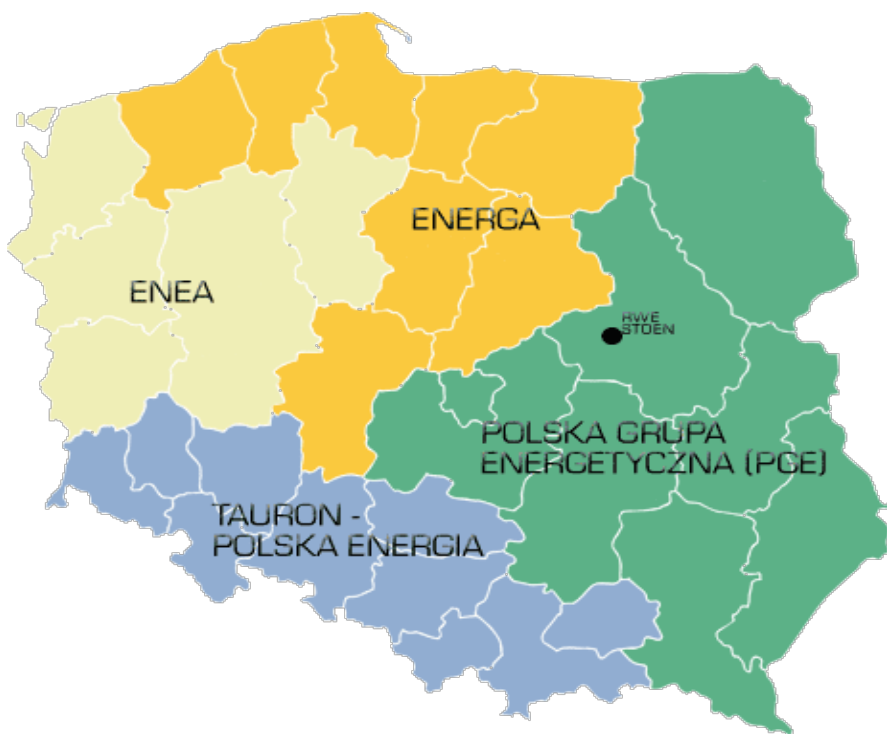 ENERGA
ENEA
RWE
STOEN
POLSKA GRUPA
ENERGETYCZNA (PGE)
TAURON -
POLSKA ENERGIA